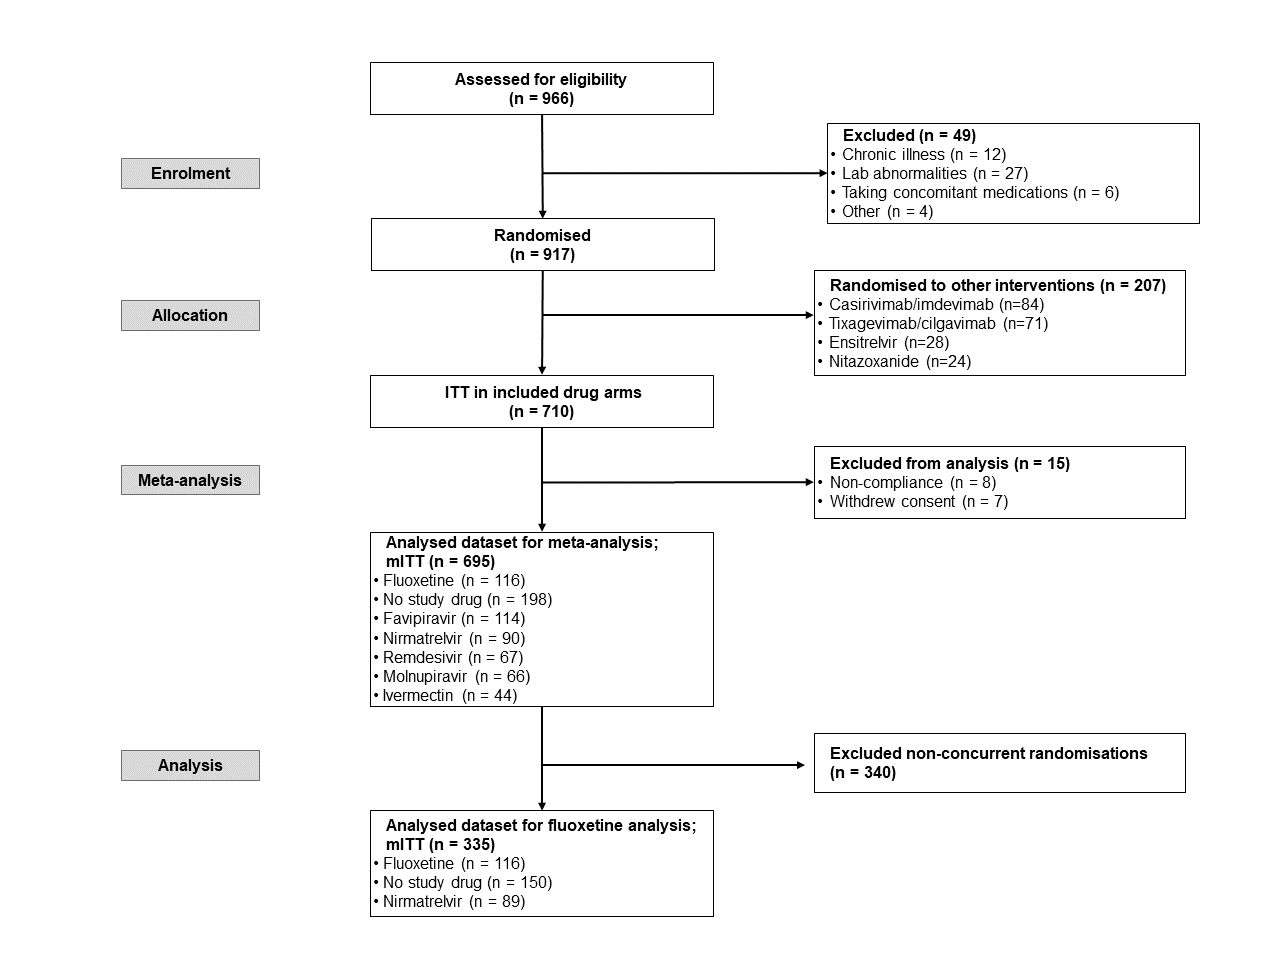 Assessed for eligibility
(n = 966)
Enrolment
Excluded (n = 49)
• Chronic illness (n = 12)
• Lab abnormalities (n = 27)
• Taking concomitant medications (n = 6)
• Other (n = 4)
Randomised
(n = 917)
Allocation
Randomised to other interventions (n = 207)
• Casirivimab/imdevimab (n=84)
• Tixagevimab/cilgavimab (n=71)
• Ensitrelvir (n=28)
• Nitazoxanide (n=24)
ITT in included drug arms
(n = 710)
Meta-analysis
Excluded from analysis (n = 15)
• Non-compliance (n = 8)
• Withdrew consent (n = 7)
Analysed dataset for meta-analysis;
mITT (n = 695)
• Fluoxetine (n = 116)
• No study drug (n = 198)
• Favipiravir (n = 114)
• Nirmatrelvir (n = 90)
• Remdesivir (n = 67)
• Molnupiravir (n = 66)
• Ivermectin (n = 44)
Analysis
Excluded non-concurrent randomisations
(n = 340)
Analysed dataset for fluoxetine analysis;
mITT (n = 335)
• Fluoxetine (n = 116)
• No study drug (n = 150)
• Nirmatrelvir (n = 89)